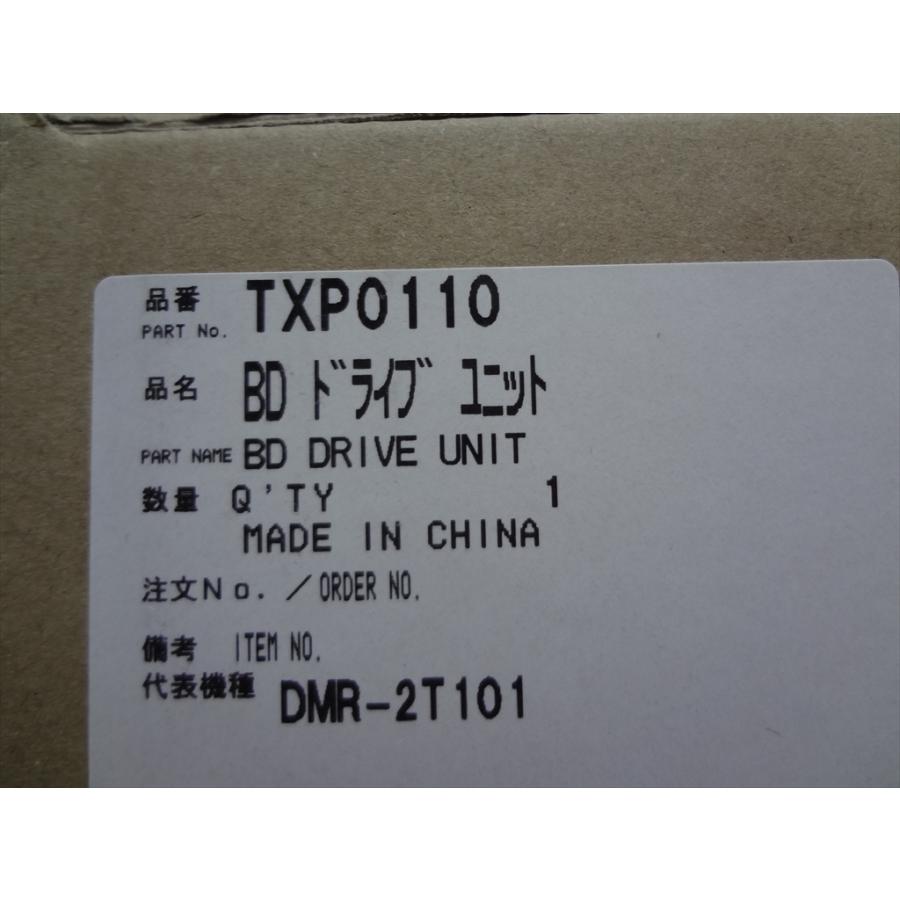 品番 TXP0110
PART No.
品名 BD ドライブ ユニット
PART NAME BD DRIVE UNIT
数量 Q'TY 1
MADE IN CHINA
注文No. /ORDER NO.
備考 ITEM NO.
代表機種 DMR-2T101